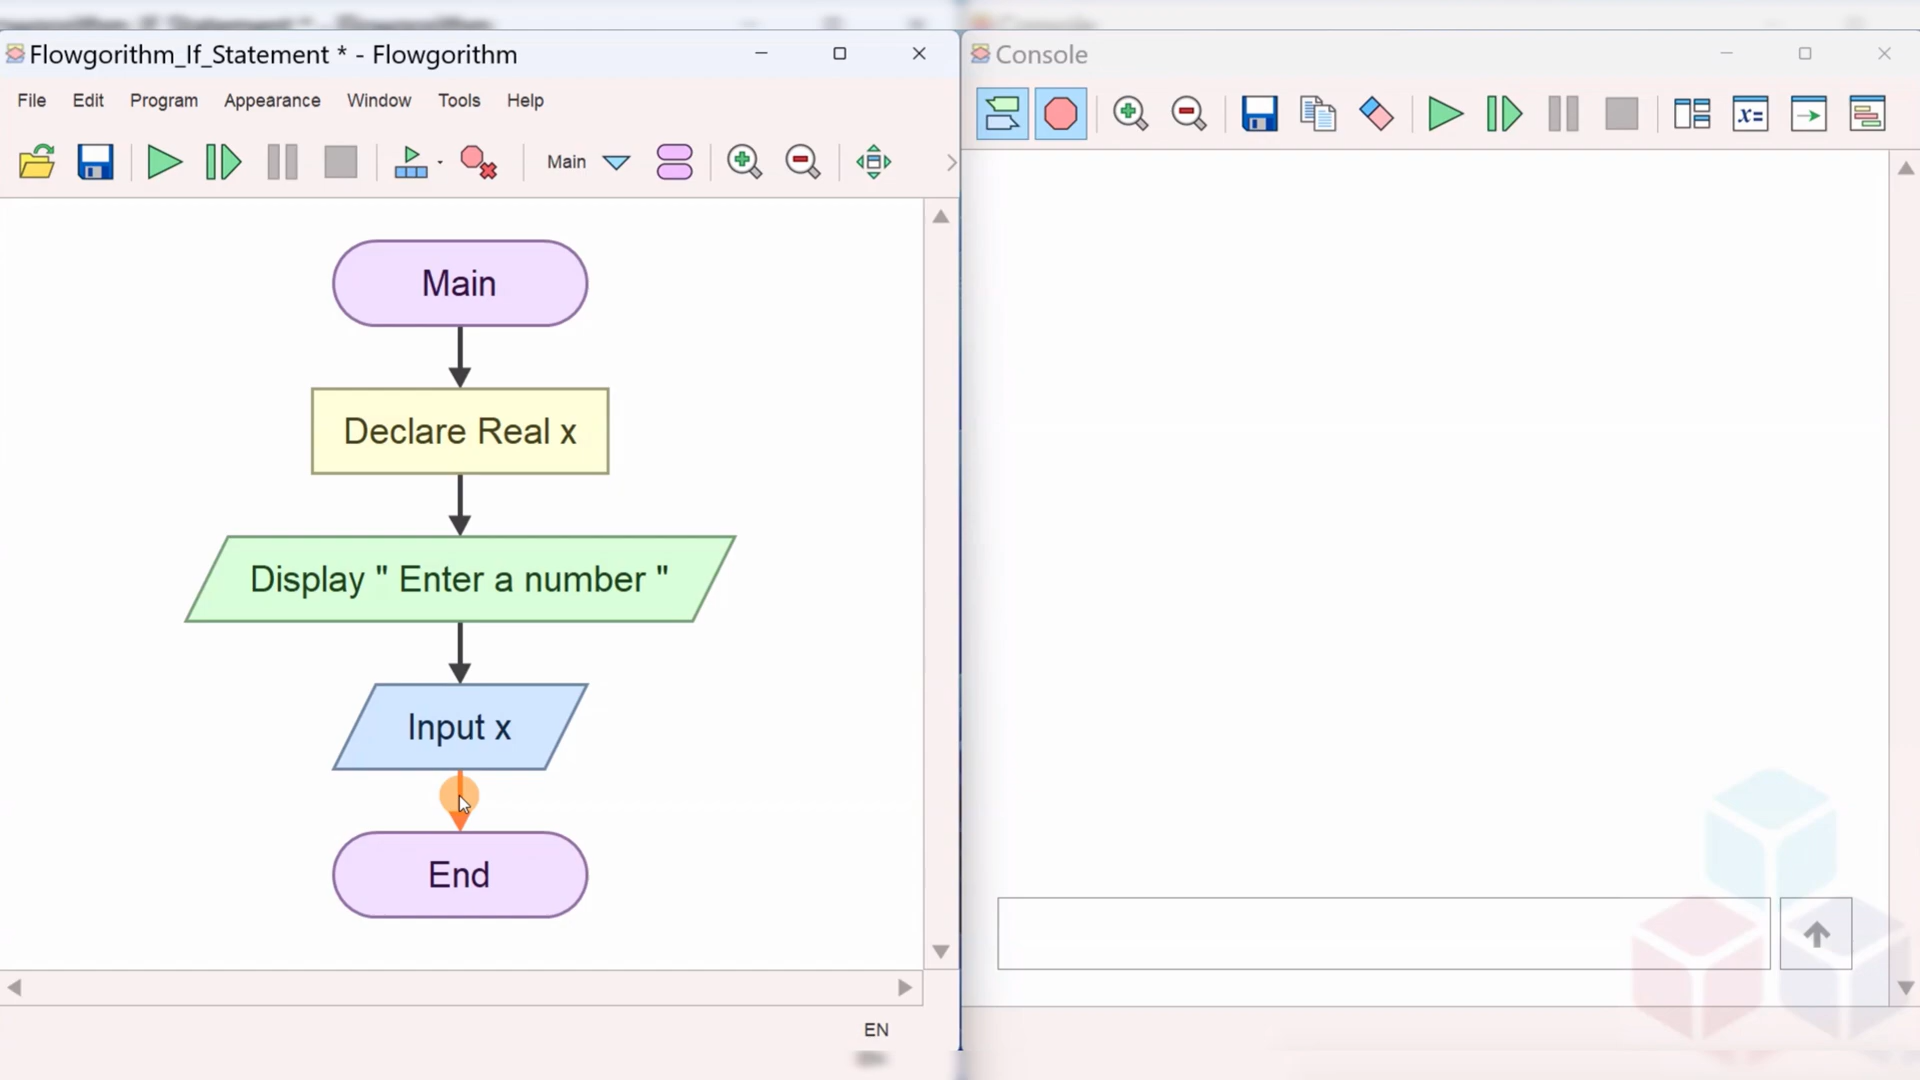 Flowgorithm_If_Statement * - Flowgorithm
File Edit Program Appearance Window Tools Help
Main
Main
Declare Real x
Display " Enter a number "
Input x
End
EN
Console
x=